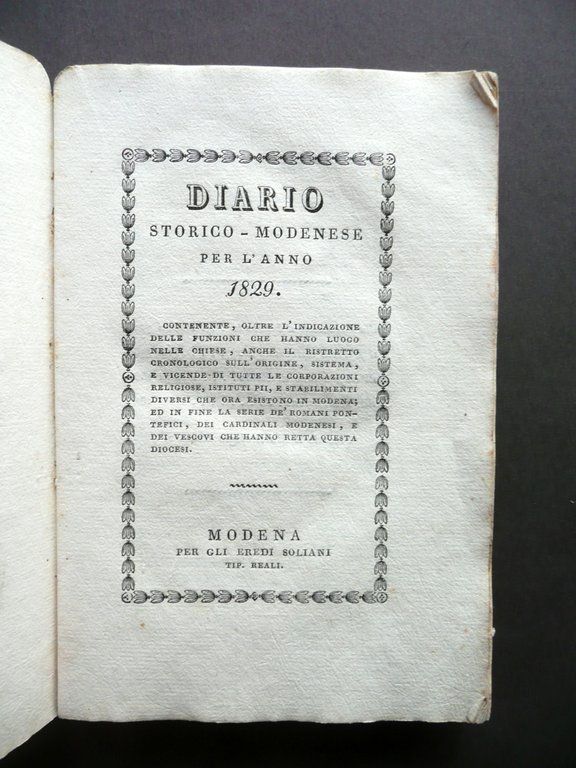 DIARIO
STORICO - MODENESE
PER L'ANNO
1829.
CONTENENTE, OLTRE L'INDICAZIONE
DELLE FUNZIONI CHE HANNO LUOGO
NELLE CHIESE, ANCHE IL RISTRETTO
CRONOLOGICO SULL'ORIGINE, SISTEMA,
E VICENDE DI TUTTE LE CORPORAZIONI
RELIGIOSE, ISTITUTI PII, E STABILIMENTI
DIVERSI CHE ORA ESISTONO IN MODENA;
ED IN FINE LA SERIE DE' ROMANI PON-
TEFICI, DEI CARDINALI MODENESI, E
DEI VESCOVI CHE HANNO RETTA QUESTA
DIOCESI.
MODENA
PER GLI EREDI SOLIANI
TIP. REALI.